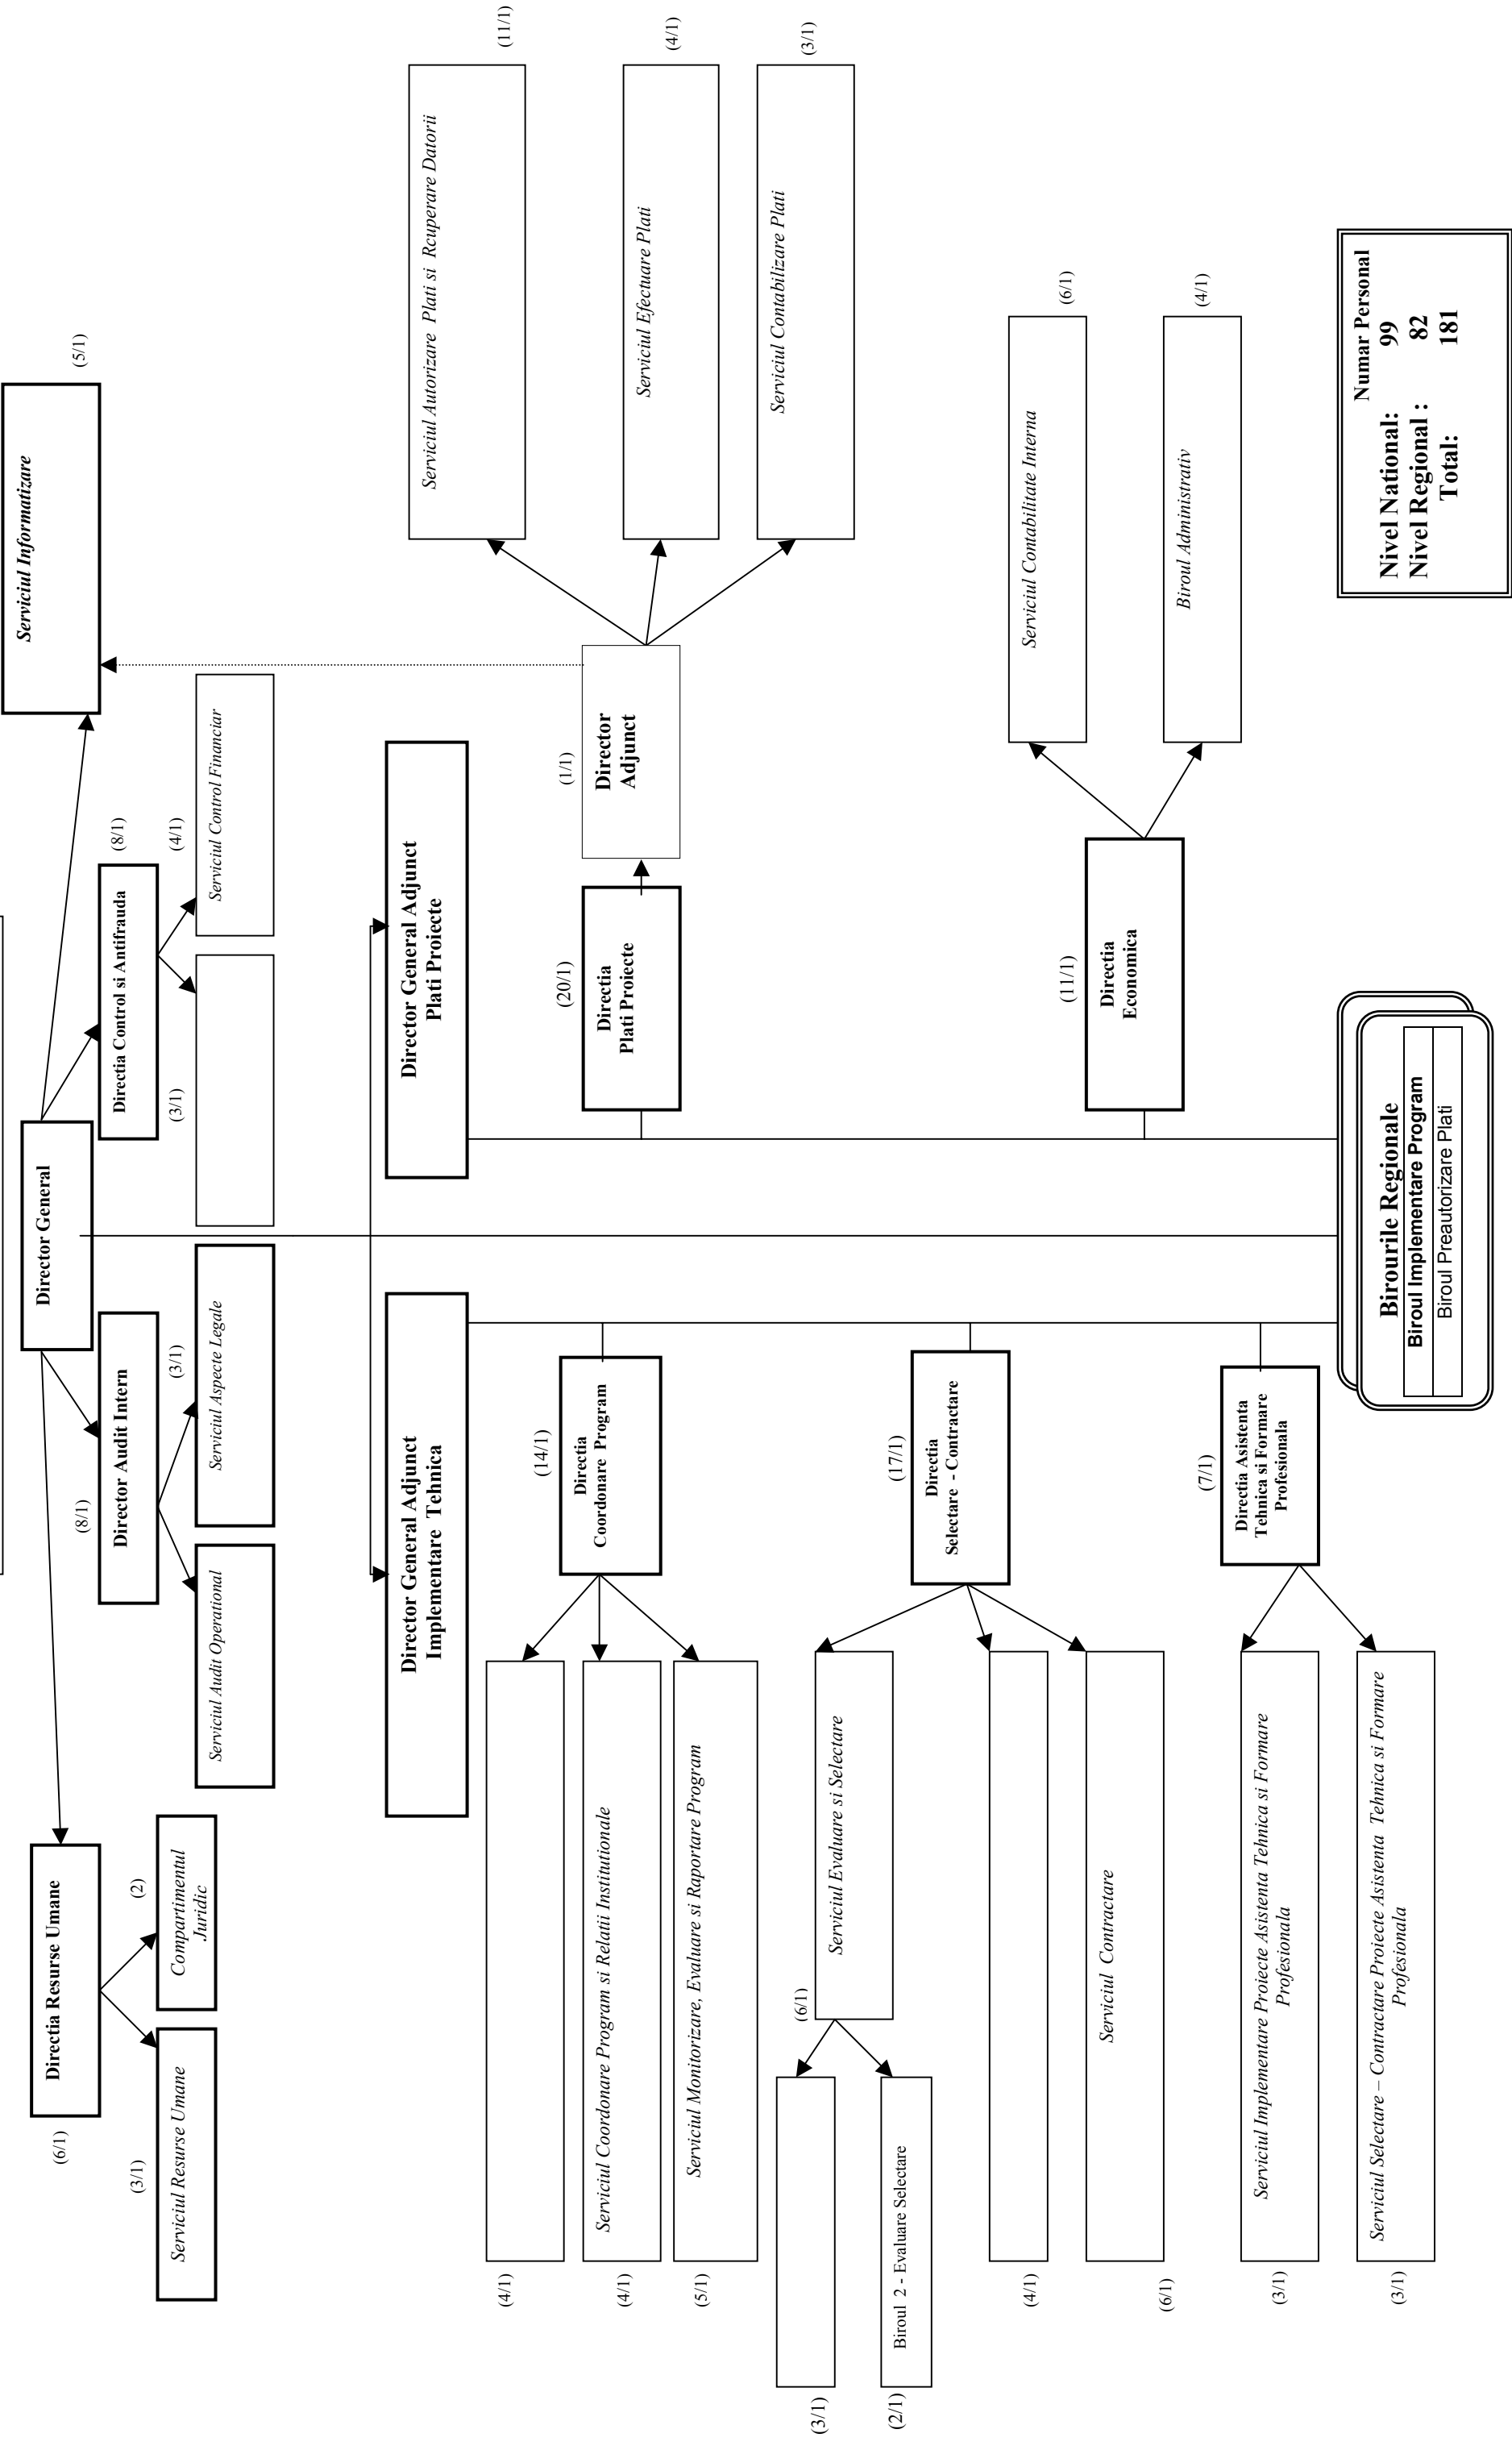 Serviciul Informatizare
(5/1)
Director General
Directia Resurse Umane
(6/1)
(3/1)
Serviciul Resurse Umane
(2)
Compartimentul
Juridic
(8/1)
Director Audit Intern
Serviciul Audit Operational
(3/1)
Serviciul Aspecte Legale
Directia Control si Antifrauda
(8/1)
(3/1)
(4/1)
Serviciul Control Financiar
Director General Adjunct
Implementare Tehnica
Director General Adjunct
Plati Proiecte
(14/1)
Directia
Coordonare Program
(4/1)
(4/1)
Serviciul Coordonare Program si Relatii Institutionale
(5/1)
Serviciul Monitorizare, Evaluare si Raportare Program
(17/1)
Directia
Selectare - Contractare
(6/1)
Serviciul Evaluare si Selectare
(3/1)
(2/1)
Biroul 2 - Evaluare Selectare
(4/1)
(6/1)
Serviciul Contractare
(7/1)
Directia Asistenta
Tehnica si Formare
Profesionala
(3/1)
Serviciul Implementare Proiecte Asistenta Tehnica si Formare
Profesionala
(3/1)
Serviciul Selectare – Contractare Proiecte Asistenta Tehnica si Formare
Profesionala
(20/1)
Directia
Plati Proiecte
(1/1)
Director
Adjunct
Serviciul Autorizare Plati si Rcuperare Datorii
(11/1)
Serviciul Efectuare Plati
(4/1)
Serviciul Contabilizare Plati
(3/1)
(11/1)
Directia
Economica
Serviciul Contabilitate Interna
(6/1)
Biroul Administrativ
(4/1)
Birourile Regionale
Biroul Implementare Program
Biroul Preautorizare Plati
Numar Personal
Nivel National: 99
Nivel Regional : 82
Total: 181